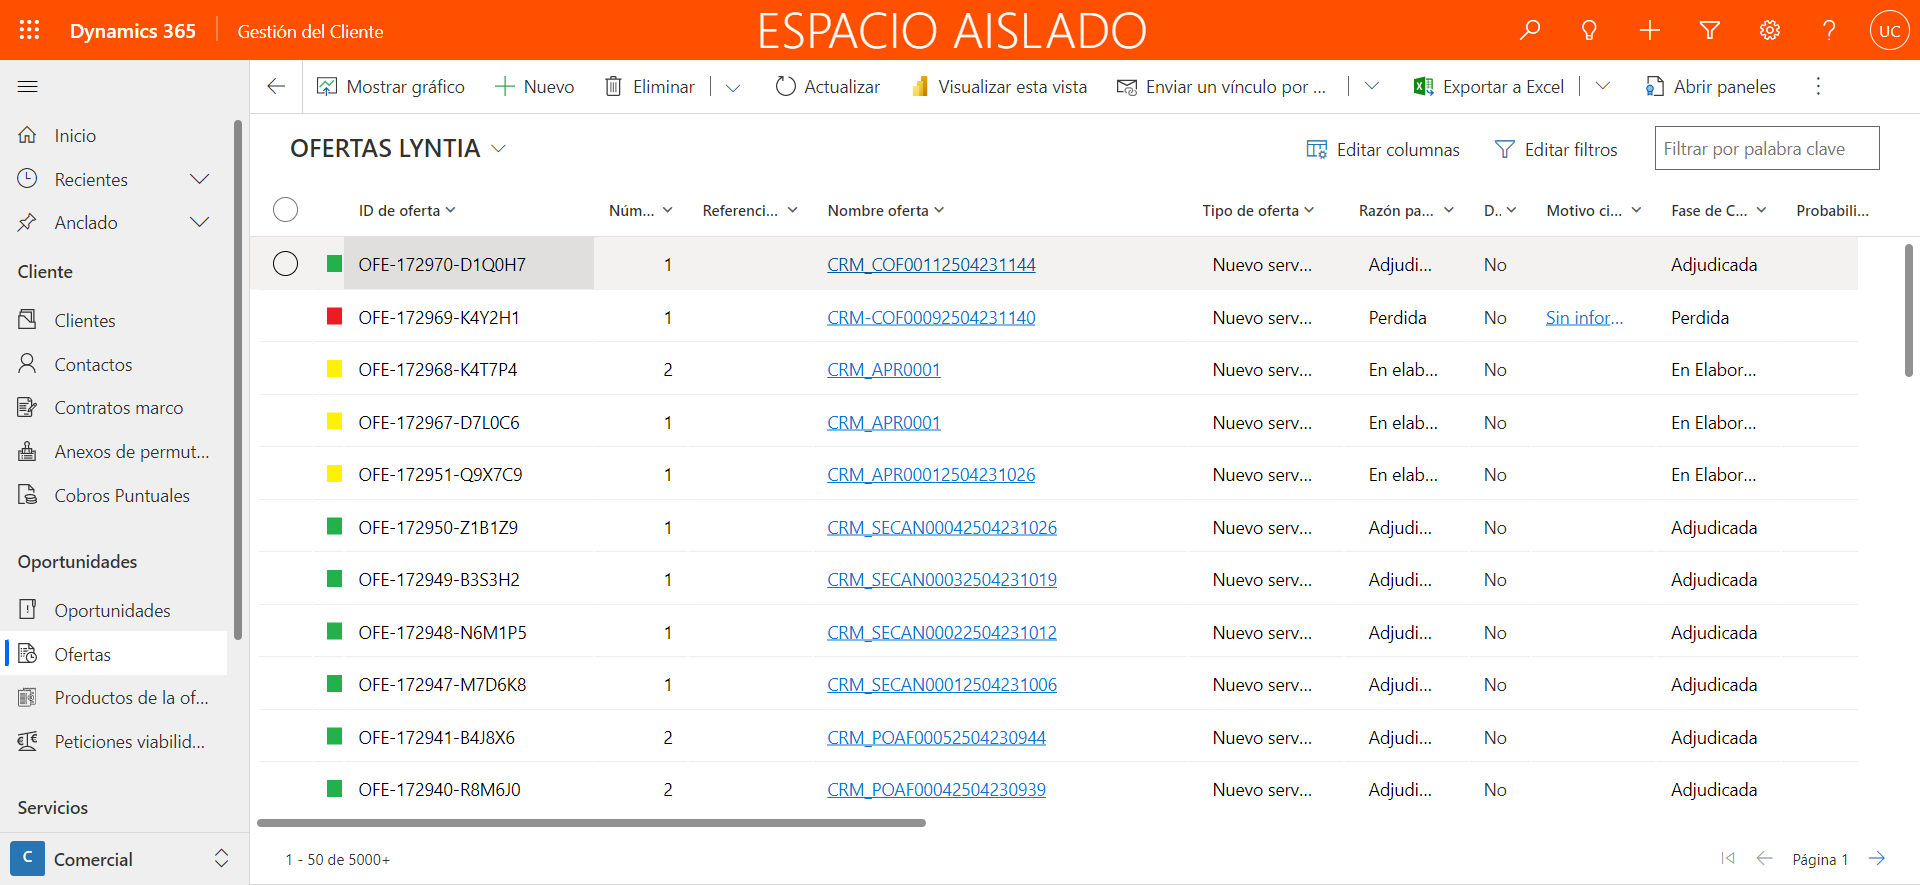 Dynamics 365 Gestión del Cliente ESPACIO AISLADO UC
Mostrar gráfico Nuevo Eliminar Actualizar Visualizar esta vista Enviar un vínculo por ... Exportar a Excel Abrir paneles
Inicio
Recientes
Anclado
Cliente
Clientes
Contactos
Contratos marco
Anexos de permut...
Cobros Puntuales
Oportunidades
Oportunidades
Ofertas
Productos de la of...
Peticiones viabilid...
Servicios
C Comercial
OFERTAS LYNTIA Editar columnas Editar filtros Filtrar por palabra clave
ID de oferta Núm... Referenci... Nombre oferta Tipo de oferta Razón pa... D.. Motivo ci... Fase de C... Probabili...
OFE-172970-D1Q0H7 1 CRM_COF00112504231144 Nuevo serv... Adjudi... No Adjudicada
OFE-172969-K4Y2H1 1 CRM-COF00092504231140 Nuevo serv... Perdida No Sin infor... Perdida
OFE-172968-K4T7P4 2 CRM_APR0001 Nuevo serv... En elab... No En Elabor...
OFE-172967-D7L0C6 1 CRM_APR0001 Nuevo serv... En elab... No En Elabor...
OFE-172951-Q9X7C9 1 CRM_APR00012504231026 Nuevo serv... En elab... No En Elabor...
OFE-172950-Z1B1Z9 1 CRM_SECAN00042504231026 Nuevo serv... Adjudi... No Adjudicada
OFE-172949-B3S3H2 1 CRM_SECAN00032504231019 Nuevo serv... Adjudi... No Adjudicada
OFE-172948-N6M1P5 1 CRM_SECAN00022504231012 Nuevo serv... Adjudi... No Adjudicada
OFE-172947-M7D6K8 1 CRM_SECAN00012504231006 Nuevo serv... Adjudi... No Adjudicada
OFE-172941-B4J8X6 2 CRM_POAF00052504230944 Nuevo serv... Adjudi... No Adjudicada
OFE-172940-R8M6J0 2 CRM_POAF00042504230939 Nuevo serv... Adjudi... No Adjudicada
1 - 50 de 5000+ Página 1